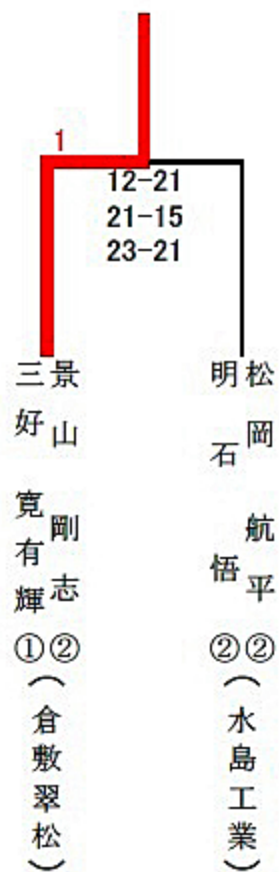 1
12-21
21-15
23-21
景山 剛志②
三好 寛有輝①
(倉敷翠松)
松岡 航平②
明石 悟②
(水島工業)